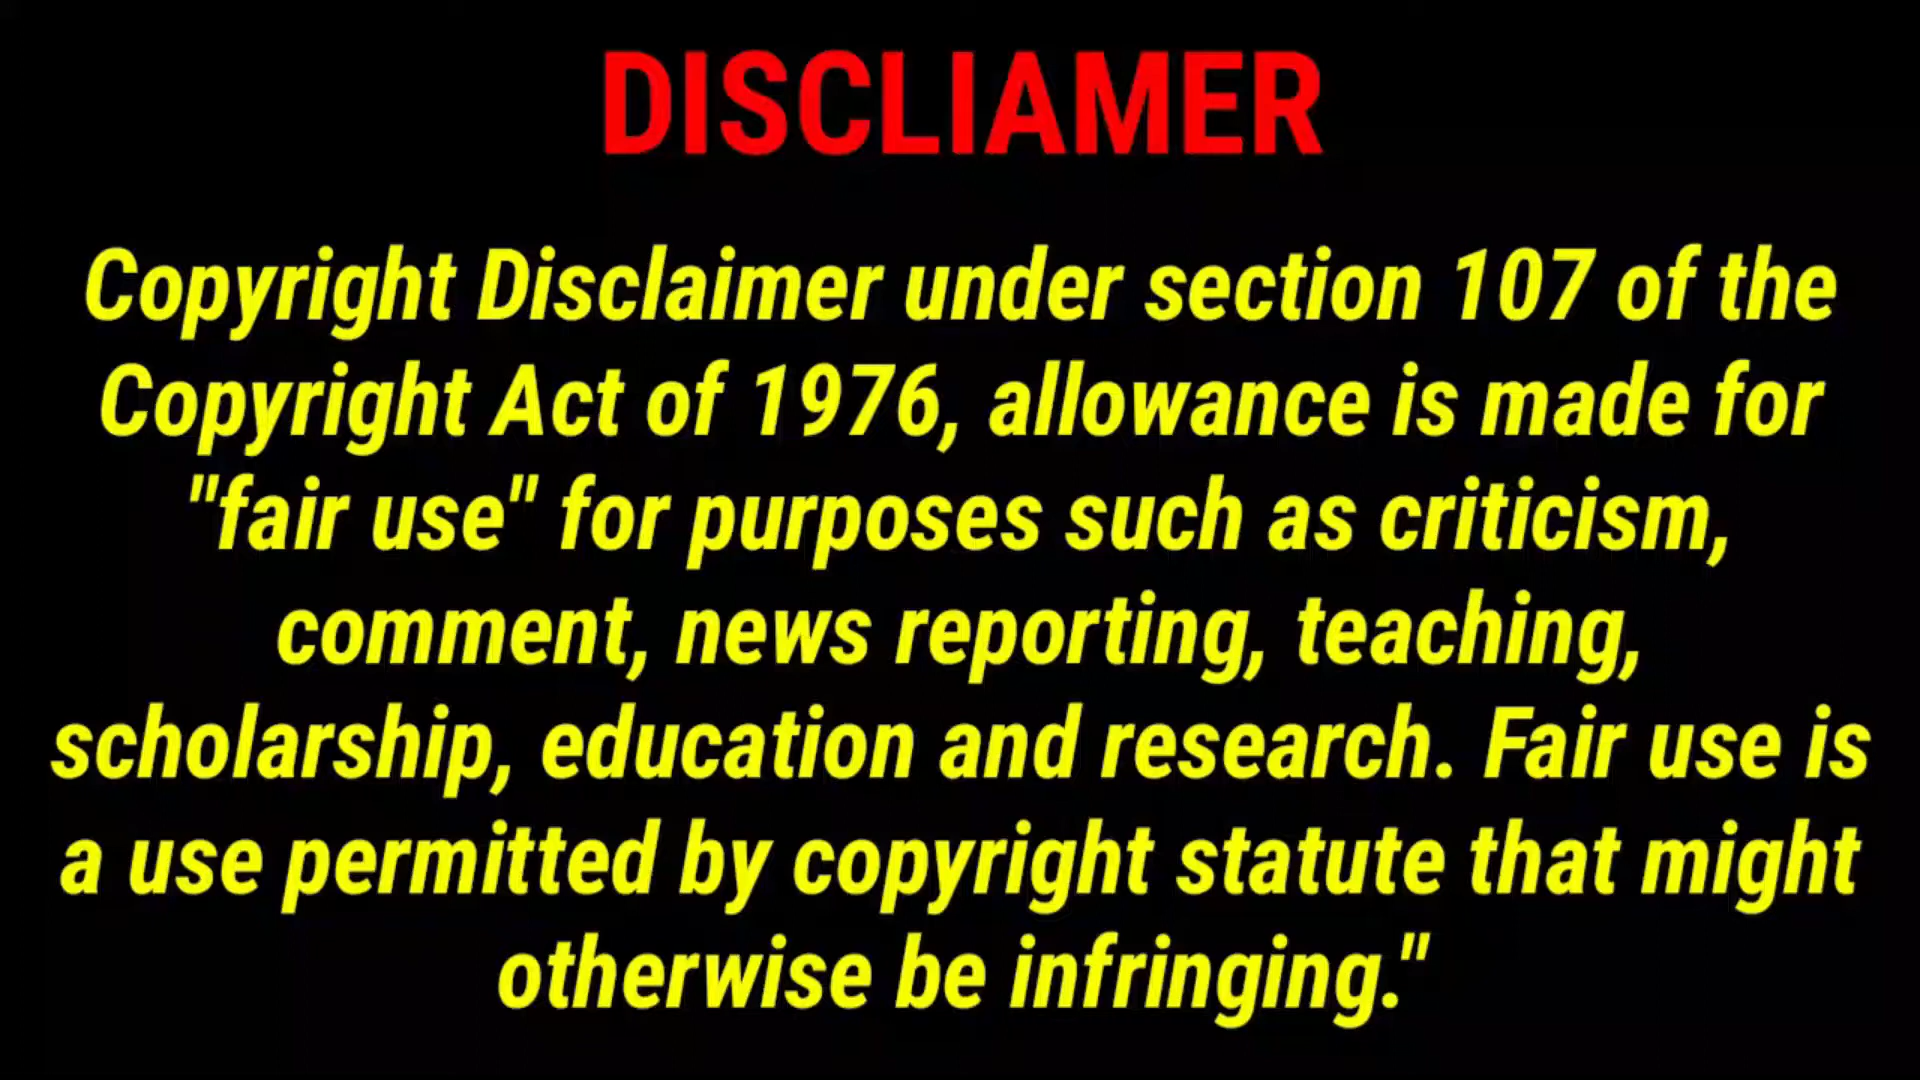 DISCLIAMER
Copyright Disclaimer under section 107 of the
Copyright Act of 1976, allowance is made for
"fair use" for purposes such as criticism,
comment, news reporting, teaching,
scholarship, education and research. Fair use is
a use permitted by copyright statute that might
otherwise be infringing."